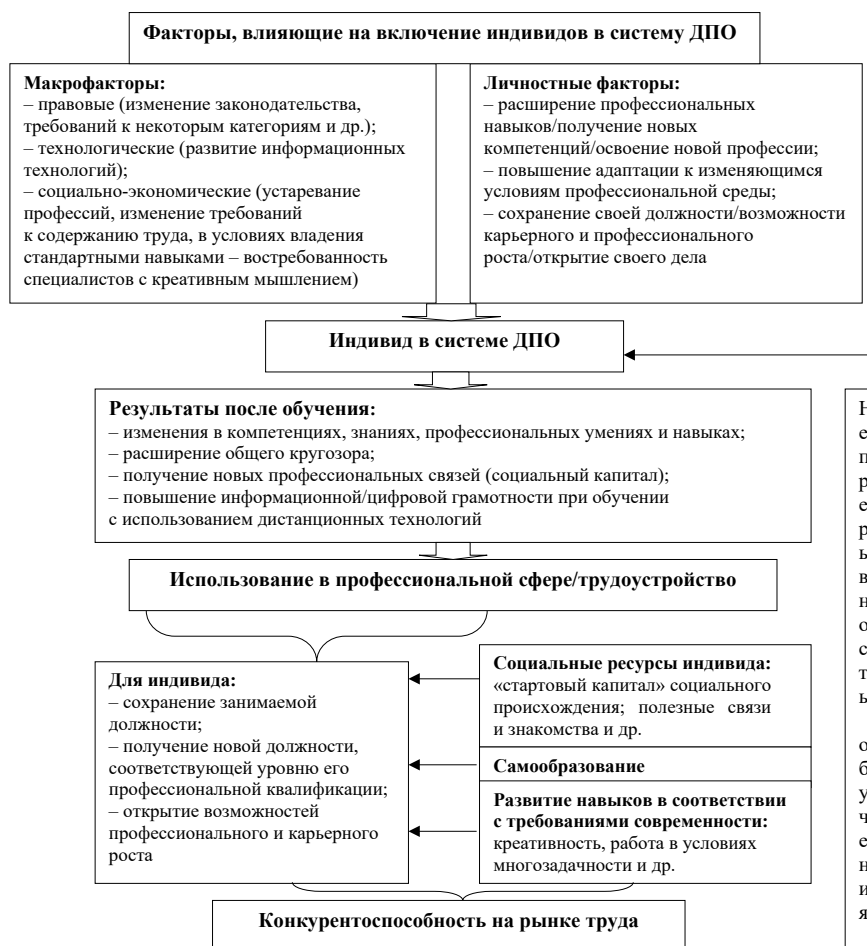 Факторы, влияющие на включение индивидов в систему ДПО
Макрофакторы:
– правовые (изменение законодательства,
требований к некоторым категориям и др.);
– технологические (развитие информационных
технологий);
– социально-экономические (устаревание
профессий, изменение требований
к содержанию труда, в условиях владения
стандартными навыками – востребованность
специалистов с креативным мышлением)
Личностные факторы:
– расширение профессиональных
навыков/получение новых
компетенций/освоение новой профессии;
– повышение адаптации к изменяющимся
условиям профессиональной среды;
– сохранение своей должности/возможности
карьерного и профессионального
роста/открытие своего дела
Индивид в системе ДПО
Результаты после обучения:
– изменения в компетенциях, знаниях, профессиональных умениях и навыках;
– расширение общего кругозора;
– получение новых профессиональных связей (социальный капитал);
– повышение информационной/цифровой грамотности при обучении
с использованием дистанционных технологий
Использование в профессиональной сфере/трудоустройство
Для индивида:
– сохранение занимаемой
должности;
– получение новой должности,
соответствующей уровню его
профессиональной квалификации;
– открытие возможностей
профессионального и карьерного
роста
Социальные ресурсы индивида:
«стартовый капитал» социального
происхождения; полезные связи
и знакомства и др.
Самообразование
Развитие навыков в соответствии
с требованиями современности:
креативность, работа в условиях
многозадачности и др.
Конкурентоспособность на рынке труда
Непрерывность
обучения